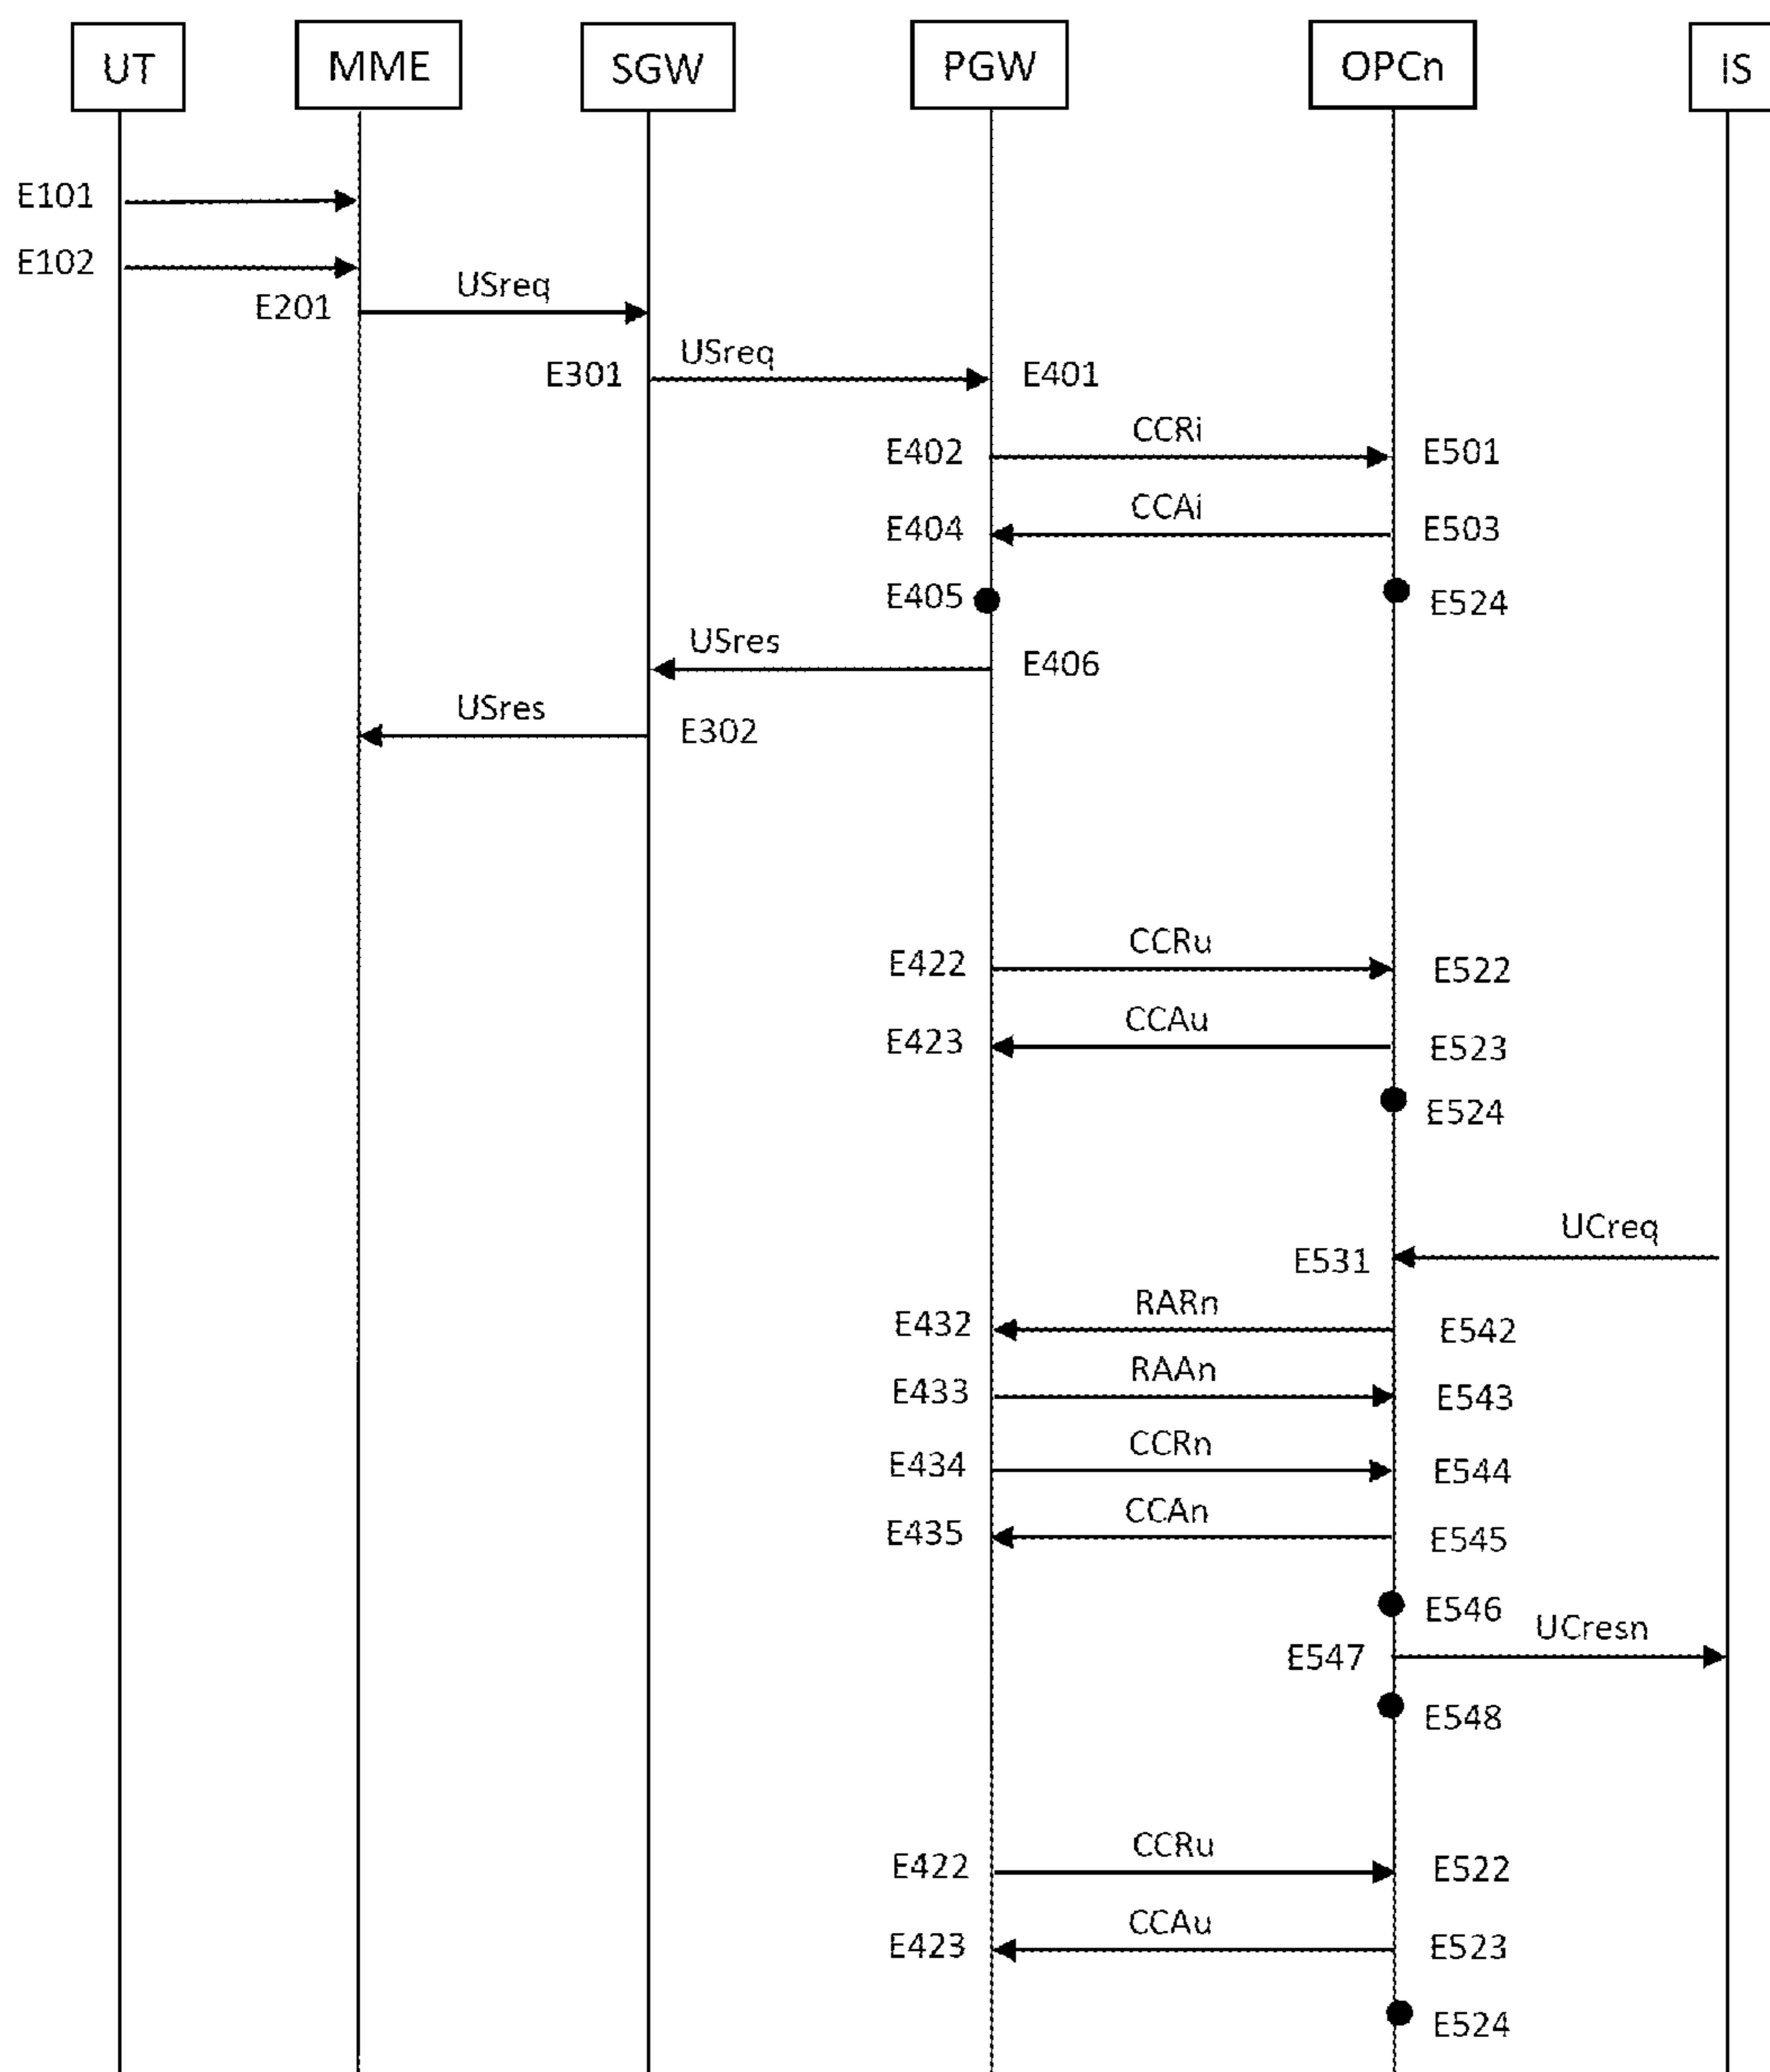 UT MME SGW PGW OPCn IS
E101
E102
USreq
E201
USreq
E301 E401
CCRi
E402 E501
CCAi
E404 E503
E405 E524
USres
E406
USres
E302
CCRu
E422 E522
CCAu
E423 E523
E524
UCreq
E531
RARn
E432 E542
RAAn
E433 E543
CCRn
E434 E544
CCAn
E435 E545
E546
UCresn
E547
E548
CCRu
E422 E522
CCAu
E423 E523
E524